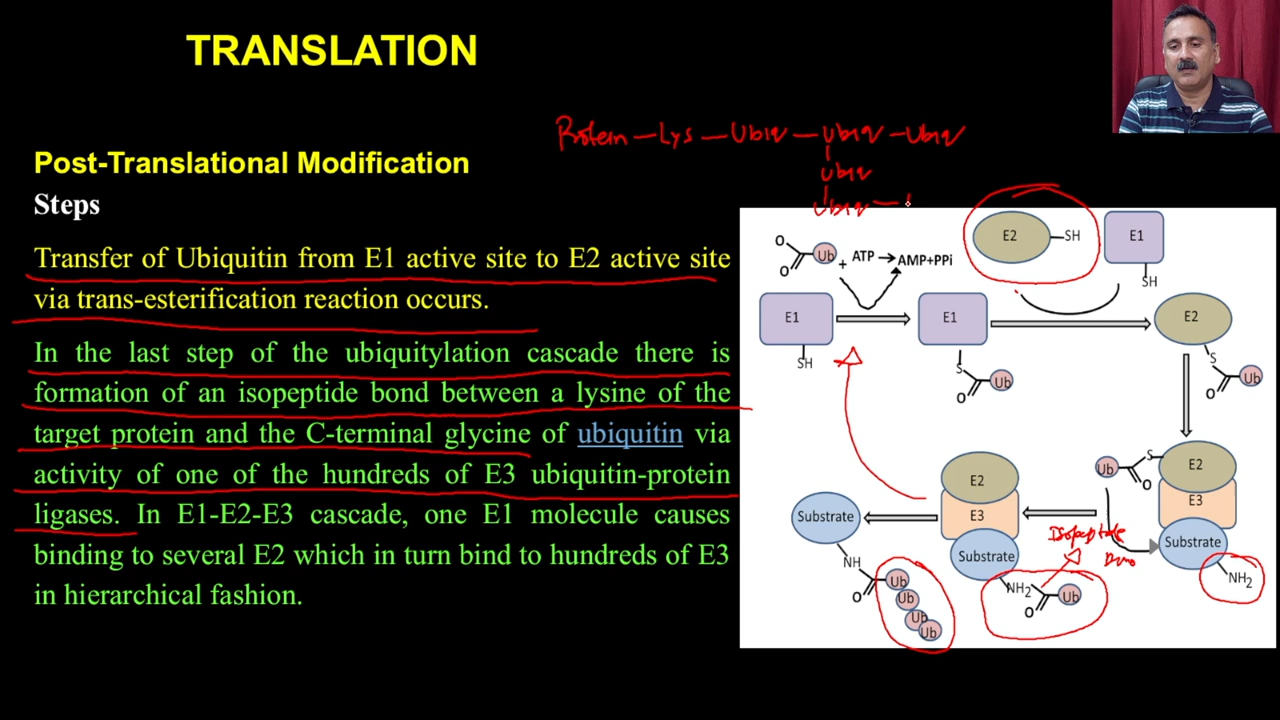 TRANSLATION
Protein — Lys — Ubiq — Ubiq — Ubiq
Ubiq
Ubiq —
Post-Translational Modification
Steps
Transfer of Ubiquitin from E1 active site to E2 active site
via trans-esterification reaction occurs.
In the last step of the ubiquitylation cascade there is
formation of an isopeptide bond between a lysine of the
target protein and the C-terminal glycine of ubiquitin via
activity of one of the hundreds of E3 ubiquitin-protein
ligases. In E1-E2-E3 cascade, one E1 molecule causes
binding to several E2 which in turn bind to hundreds of E3
in hierarchical fashion.
O
O
Ub
+ ATP → AMP+PPi
E2 —SH
E1
SH
E1
SH
E1
S
O
Ub
E2
S
O
Ub
Ub
S
O
E2
E3
Substrate
NH2
Isopeptide
E2
E3
Substrate
NH2
O
Ub
Substrate
NH
O
Ub
Ub
Ub
Ub